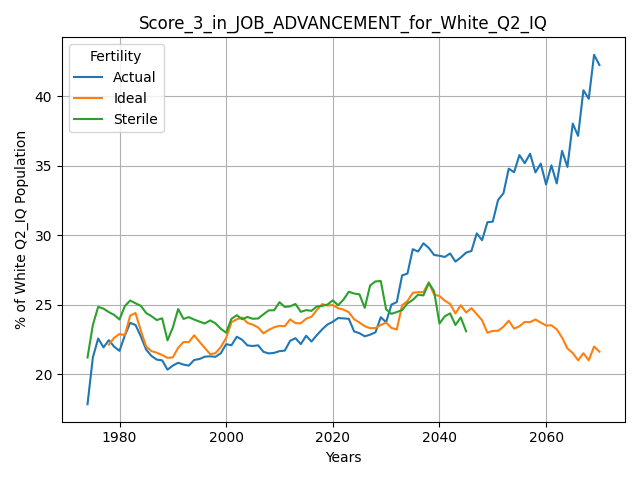 Score_3_in_JOB_ADVANCEMENT_for_White_Q2_IQ
Fertility
Actual
Ideal
Sterile
% of White Q2_IQ Population
40
35
30
25
20
1980
2000
2020
2040
2060
Years